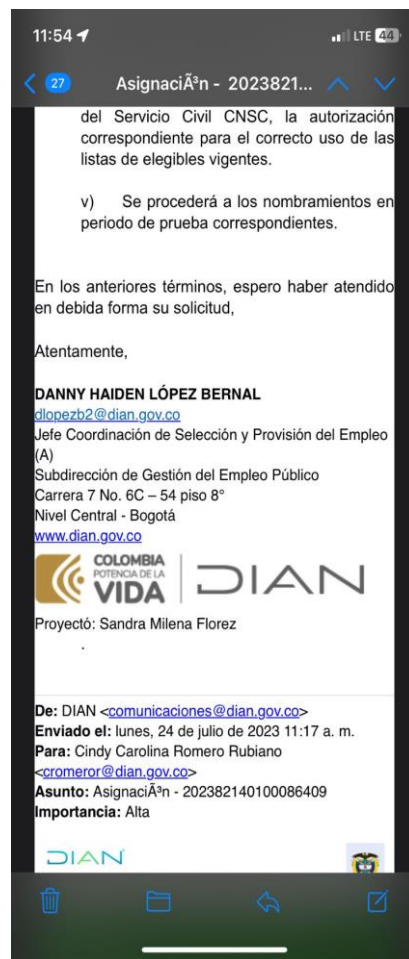 11:54
LTE 44
27
AsignaciÃ³n - 2023821...
del Servicio Civil CNSC, la autorización
correspondiente para el correcto uso de las
listas de elegibles vigentes.
v) Se procederá a los nombramientos en
periodo de prueba correspondientes.
En los anteriores términos, espero haber atendido
en debida forma su solicitud,
Atentamente,
DANNY HAIDEN LÓPEZ BERNAL
dlopezb2@dian.gov.co
Jefe Coordinación de Selección y Provisión del Empleo
(A)
Subdirección de Gestión del Empleo Público
Carrera 7 No. 6C – 54 piso 8°
Nivel Central - Bogotá
www.dian.gov.co
COLOMBIA
POTENCIA DE LA
VIDA
DIAN
Proyectó: Sandra Milena Florez
.
De: DIAN <comunicaciones@dian.gov.co>
Enviado el: lunes, 24 de julio de 2023 11:17 a. m.
Para: Cindy Carolina Romero Rubiano
<cromeror@dian.gov.co>
Asunto: AsignaciÃ³n - 202382140100086409
Importancia: Alta
DIAN